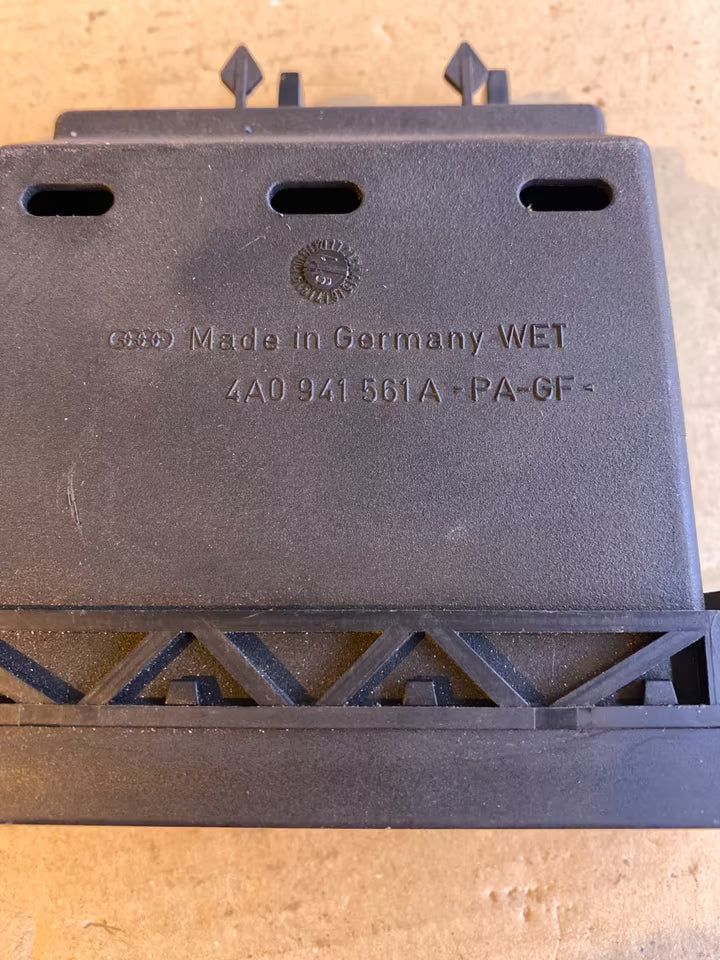 Made in Germany WET
4A0 941 561 A >PA-GF<